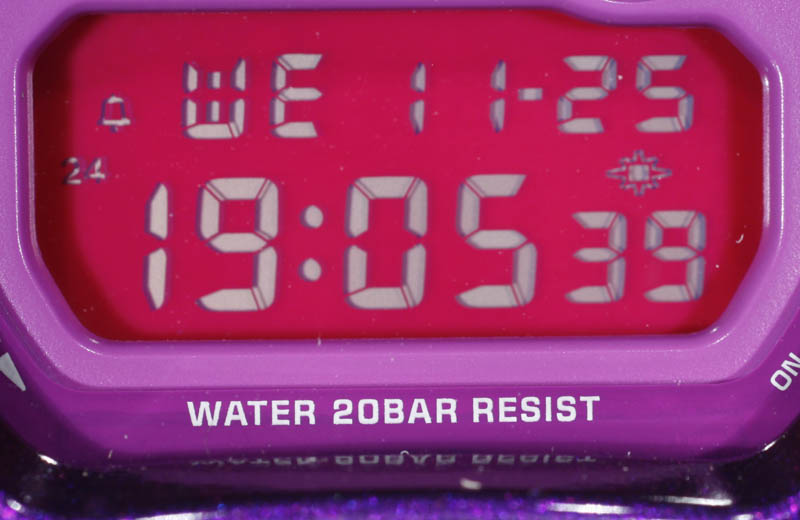 WE 11-25
24
19:05 39
WATER 20BAR RESIST
ON